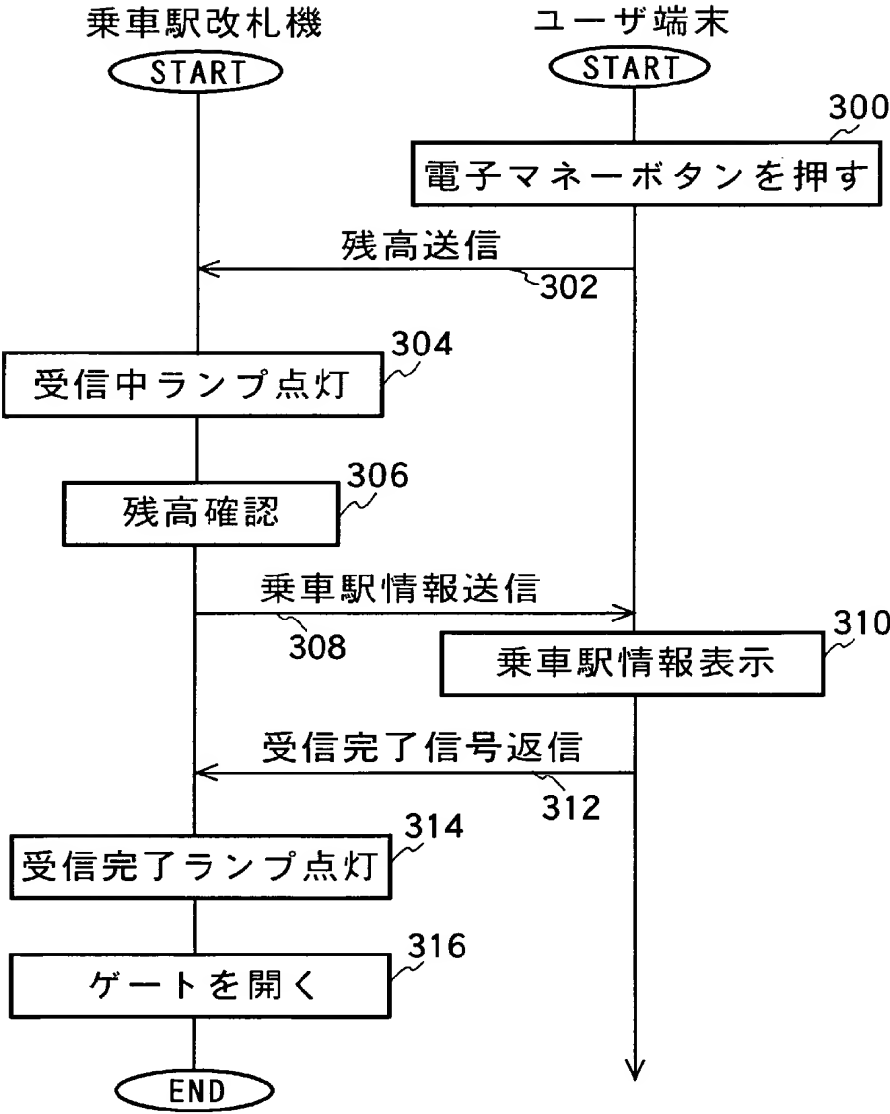 乗車駅改札機
ユーザ端末
START
START
300
電子マネーボタンを押す
残高送信
302
304
受信中ランプ点灯
306
残高確認
乗車駅情報送信
308
310
乗車駅情報表示
受信完了信号返信
312
314
受信完了ランプ点灯
316
ゲートを開く
END